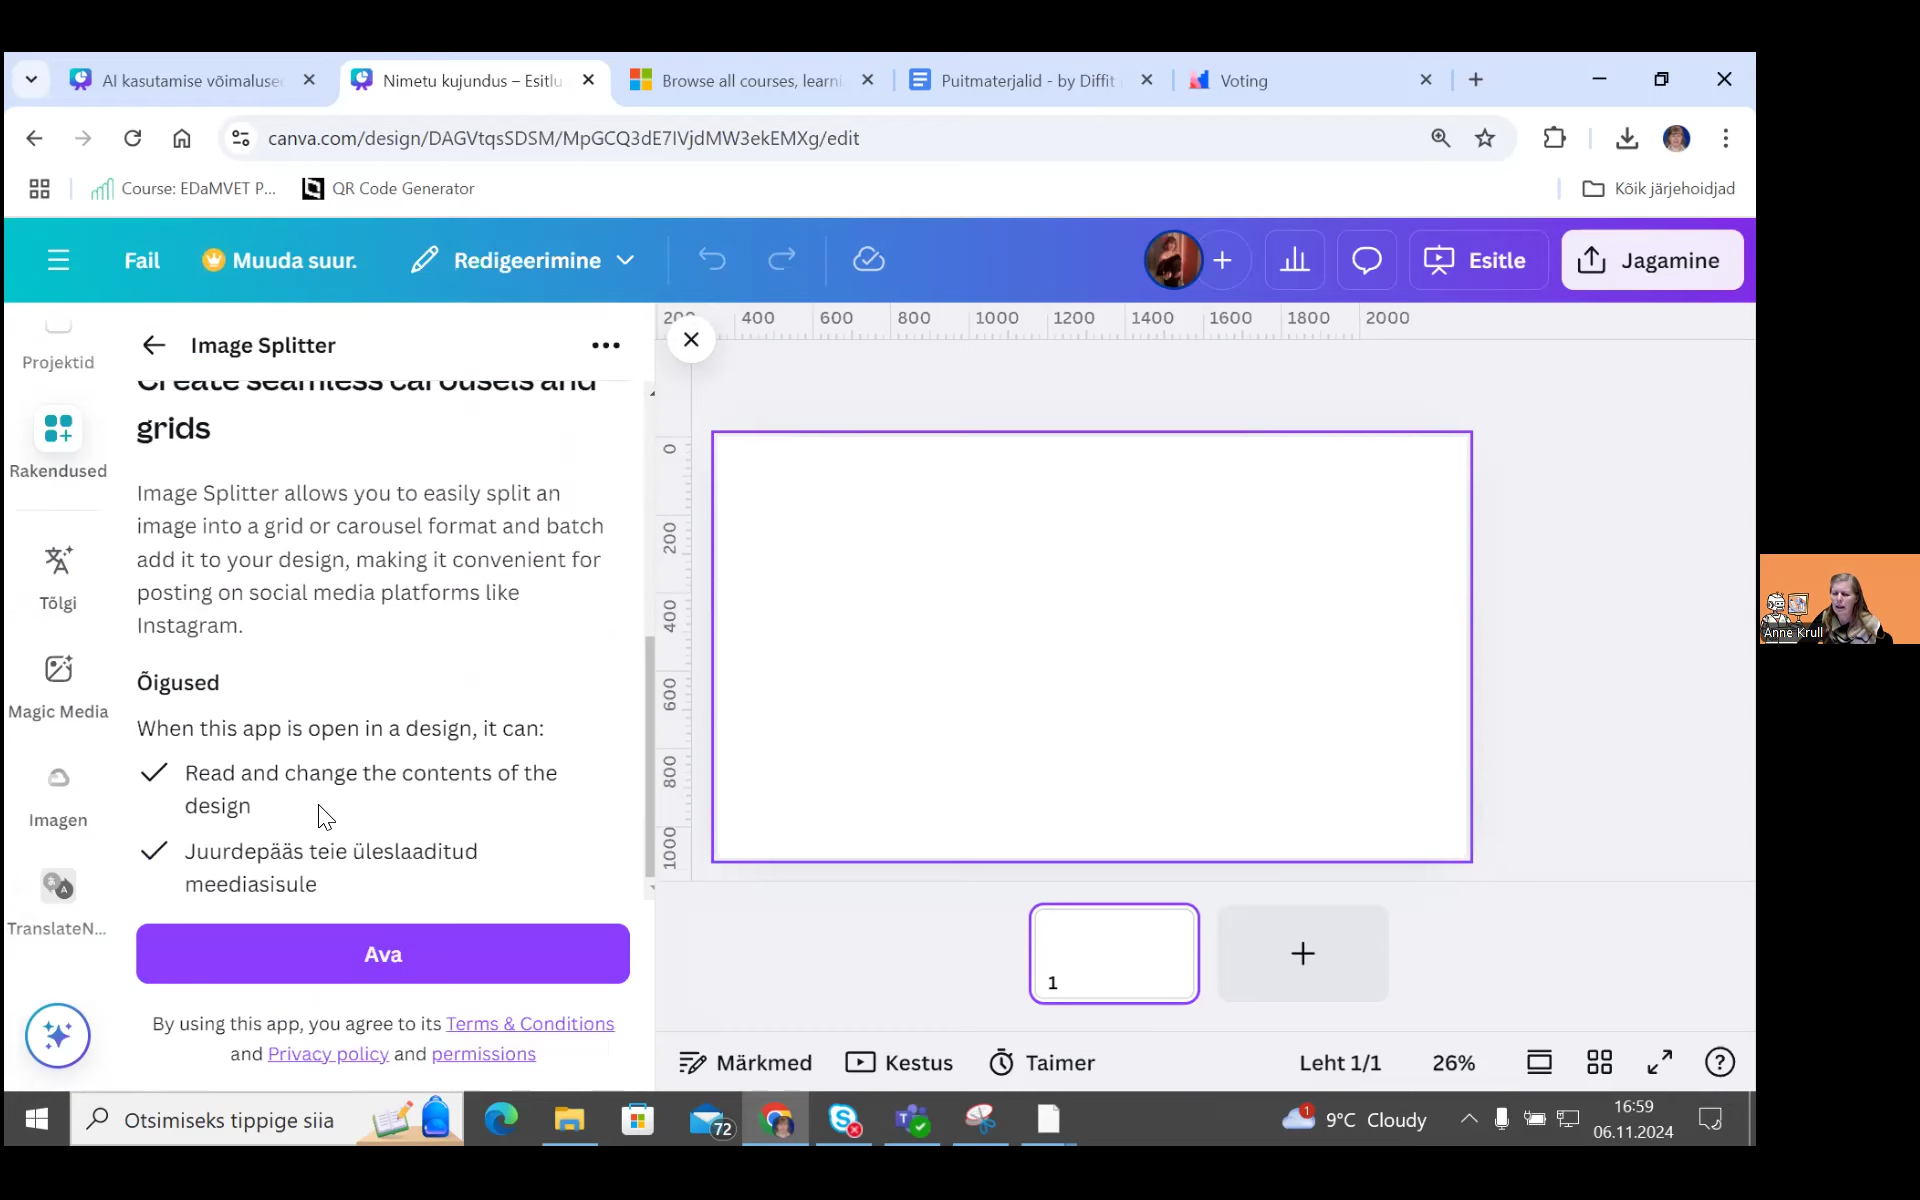 AI kasutamise võimaluse
Nimetu kujundus – Esitlu
Browse all courses, learni
Puitmaterjalid - by Diffit
Voting
canva.com/design/DAGVtqsSDSM/MpGCQ3dE7IVjdMW3ekEMXg/edit
Course: EDaMVET P...
QR Code Generator
Kõik järjehoidjad
Fail
Muuda suur.
Redigeerimine
Esitle
Jagamine
Projektid
Rakendused
Tõlgi
Magic Media
Imagen
TranslateN...
Image Splitter
Create seamless carousels and
grids
Image Splitter allows you to easily split an
image into a grid or carousel format and batch
add it to your design, making it convenient for
posting on social media platforms like
Instagram.
Õigused
When this app is open in a design, it can:
Read and change the contents of the
design
Juurdepääs teie üleslaaditud
meediasisule
Ava
By using this app, you agree to its Terms & Conditions
and Privacy policy and permissions
200 400 600 800 1000 1200 1400 1600 1800 2000
0
200
400
600
800
1000
1
Märkmed
Kestus
Taimer
Leht 1/1
26%
Anne Krull
Otsimiseks tippige siia
72
1
9°C Cloudy
16:59
06.11.2024